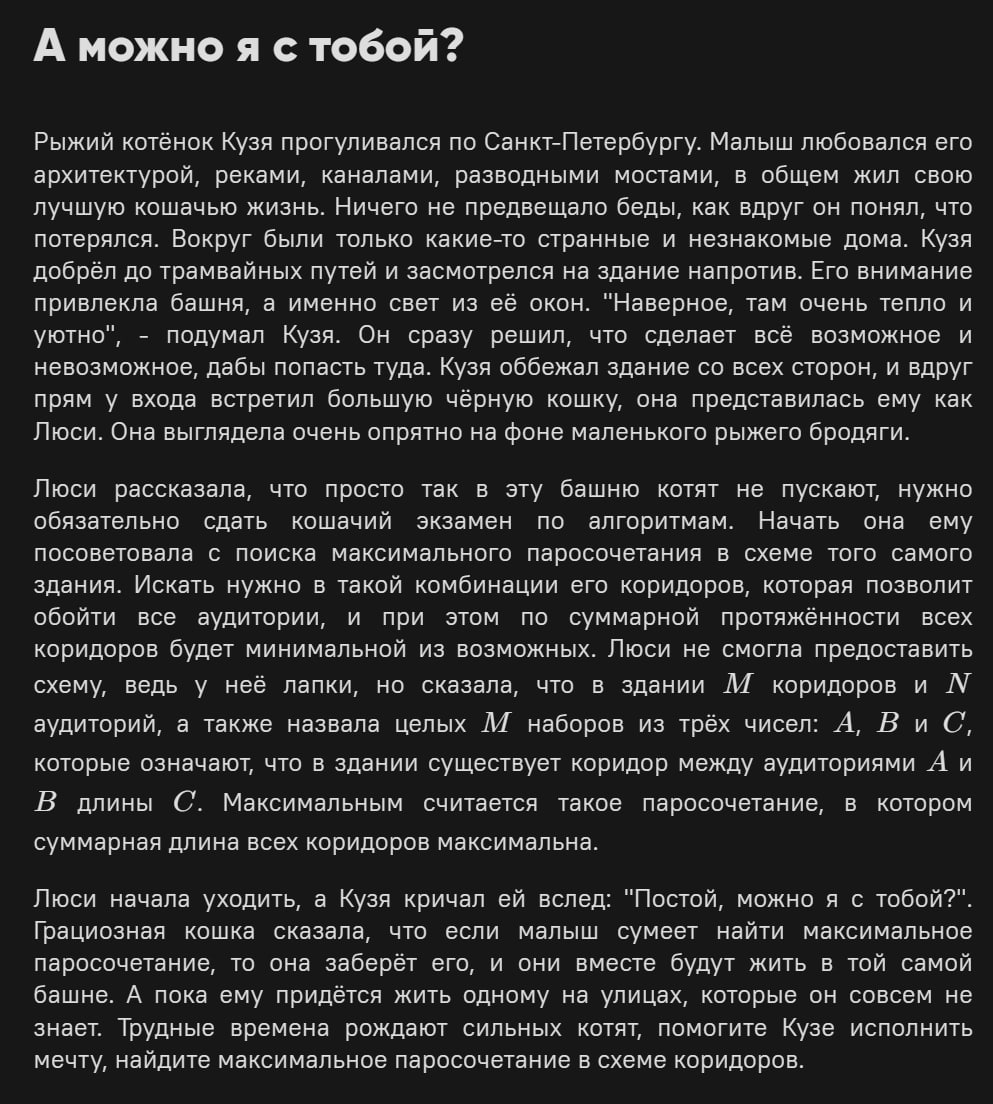 А можно я с тобой?
Рыжий котёнок Кузя прогуливался по Санкт-Петербургу. Малыш любовался его
архитектурой, реками, каналами, разводными мостами, в общем жил свою
лучшую кошачью жизнь. Ничего не предвещало беды, как вдруг он понял, что
потерялся. Вокруг были только какие-то странные и незнакомые дома. Кузя
добрёл до трамвайных путей и засмотрелся на здание напротив. Его внимание
привлекла башня, а именно свет из её окон. "Наверное, там очень тепло и
уютно", - подумал Кузя. Он сразу решил, что сделает всё возможное и
невозможное, дабы попасть туда. Кузя оббежал здание со всех сторон, и вдруг
прям у входа встретил большую чёрную кошку, она представилась ему как
Люси. Она выглядела очень опрятно на фоне маленького рыжего бродяги.
Люси рассказала, что просто так в эту башню котят не пускают, нужно
обязательно сдать кошачий экзамен по алгоритмам. Начать она ему
посоветовала с поиска максимального паросочетания в схеме того самого
здания. Искать нужно в такой комбинации его коридоров, которая позволит
обойти все аудитории, и при этом по суммарной протяжённости всех
коридоров будет минимальной из возможных. Люси не смогла предоставить
схему, ведь у неё лапки, но сказала, что в здании M коридоров и N
аудиторий, а также назвала целых M наборов из трёх чисел: A, B и C,
которые означают, что в здании существует коридор между аудиториями A и
B длины C. Максимальным считается такое паросочетание, в котором
суммарная длина всех коридоров максимальна.
Люси начала уходить, а Кузя кричал ей вслед: "Постой, можно я с тобой?".
Грациозная кошка сказала, что если малыш сумеет найти максимальное
паросочетание, то она заберёт его, и они вместе будут жить в той самой
башне. А пока ему придётся жить одному на улицах, которые он совсем не
знает. Трудные времена рождают сильных котят, помогите Кузе исполнить
мечту, найдите максимальное паросочетание в схеме коридоров.